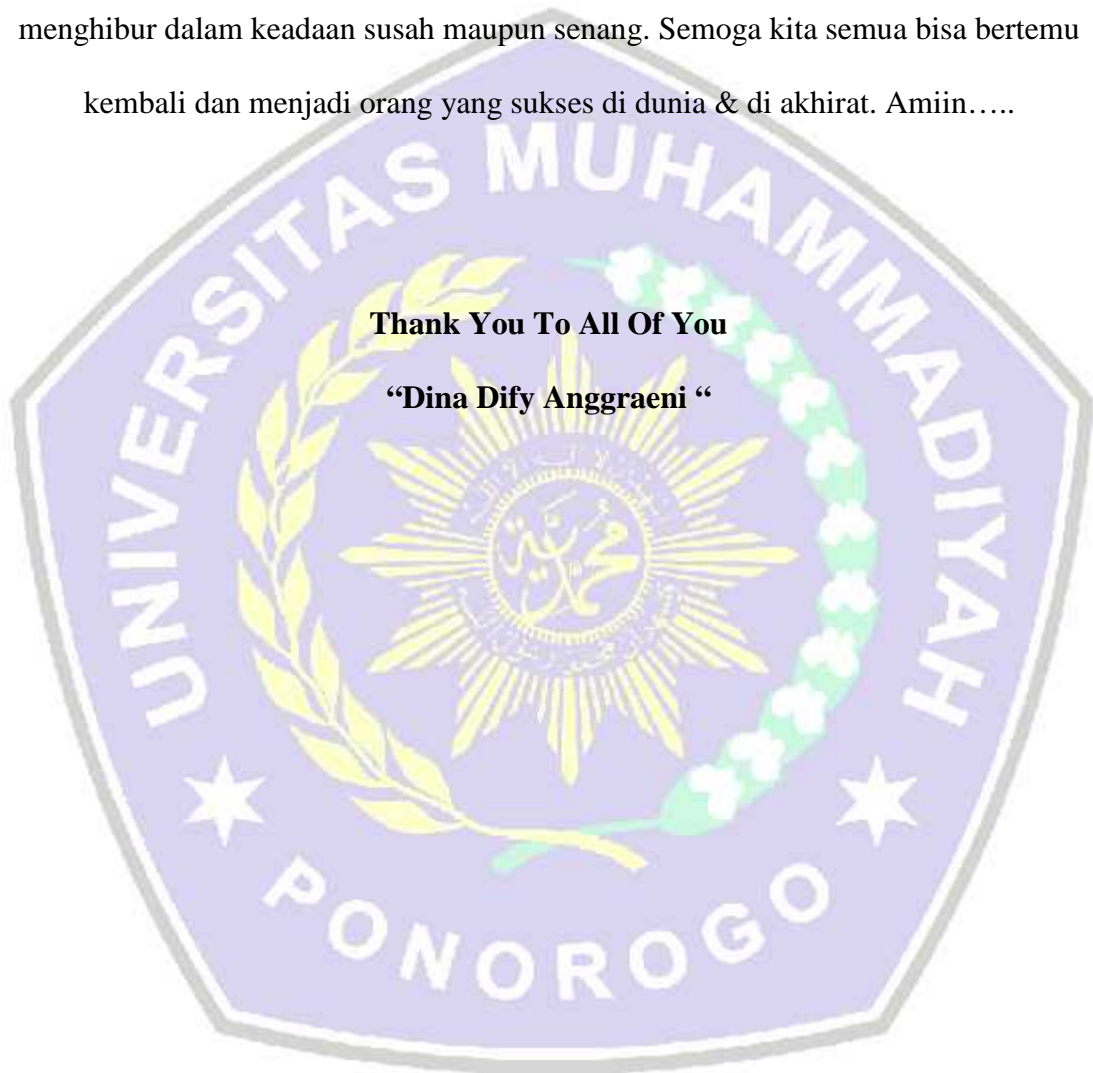 menghibur dalam keadaan susah maupun senang. Semoga kita semua bisa bertemu
kembali dan menjadi orang yang sukses di dunia & di akhirat. Amiin…..
UNIVERSITAS MUHAMMADIYAH
Thank You To All Of You
“Dina Dify Anggraeni “
محمدية
PONOROGO